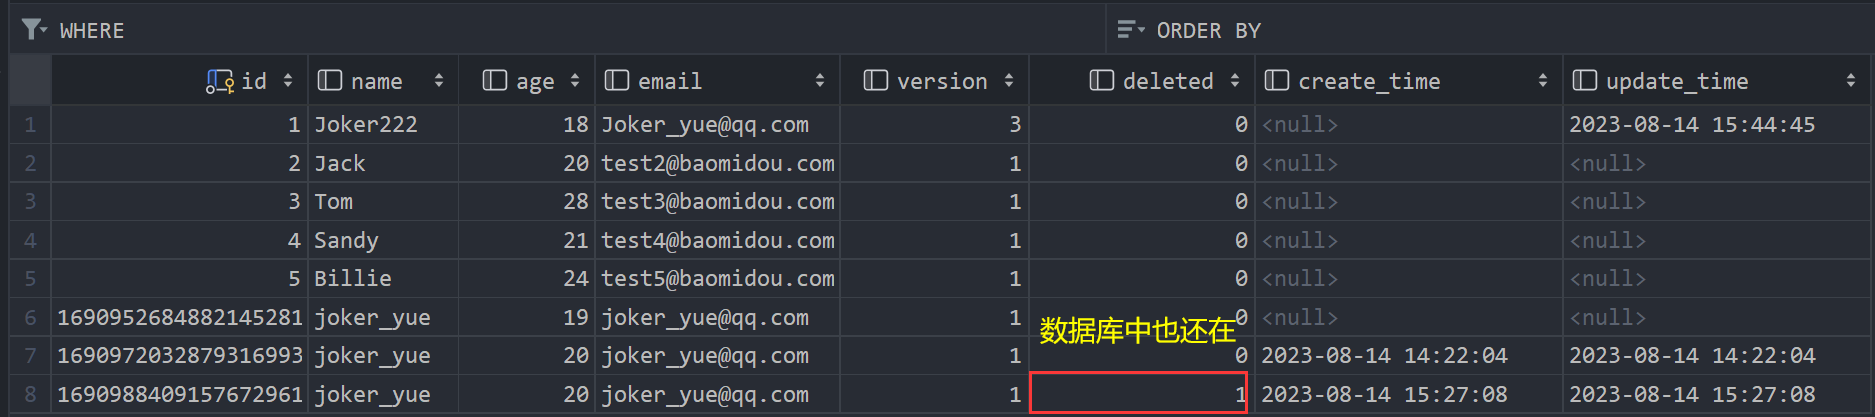 WHERE ORDER BY
id name age email version deleted create_time update_time
1 1 Joker222 18 Joker_yue@qq.com 3 0 <null> 2023-08-14 15:44:45
2 2 Jack 20 test2@baomidou.com 1 0 <null> <null>
3 3 Tom 28 test3@baomidou.com 1 0 <null> <null>
4 4 Sandy 21 test4@baomidou.com 1 0 <null> <null>
5 5 Billie 24 test5@baomidou.com 1 0 <null> <null>
6 1690952684882145281 joker_yue 19 joker_yue@qq.com 1 0 <null> <null>
数据库中也还在
7 1690972032879316993 joker_yue 20 joker_yue@qq.com 1 0 2023-08-14 14:22:04 2023-08-14 14:22:04
8 1690988409157672961 joker_yue 20 joker_yue@qq.com 1 1 2023-08-14 15:27:08 2023-08-14 15:27:08